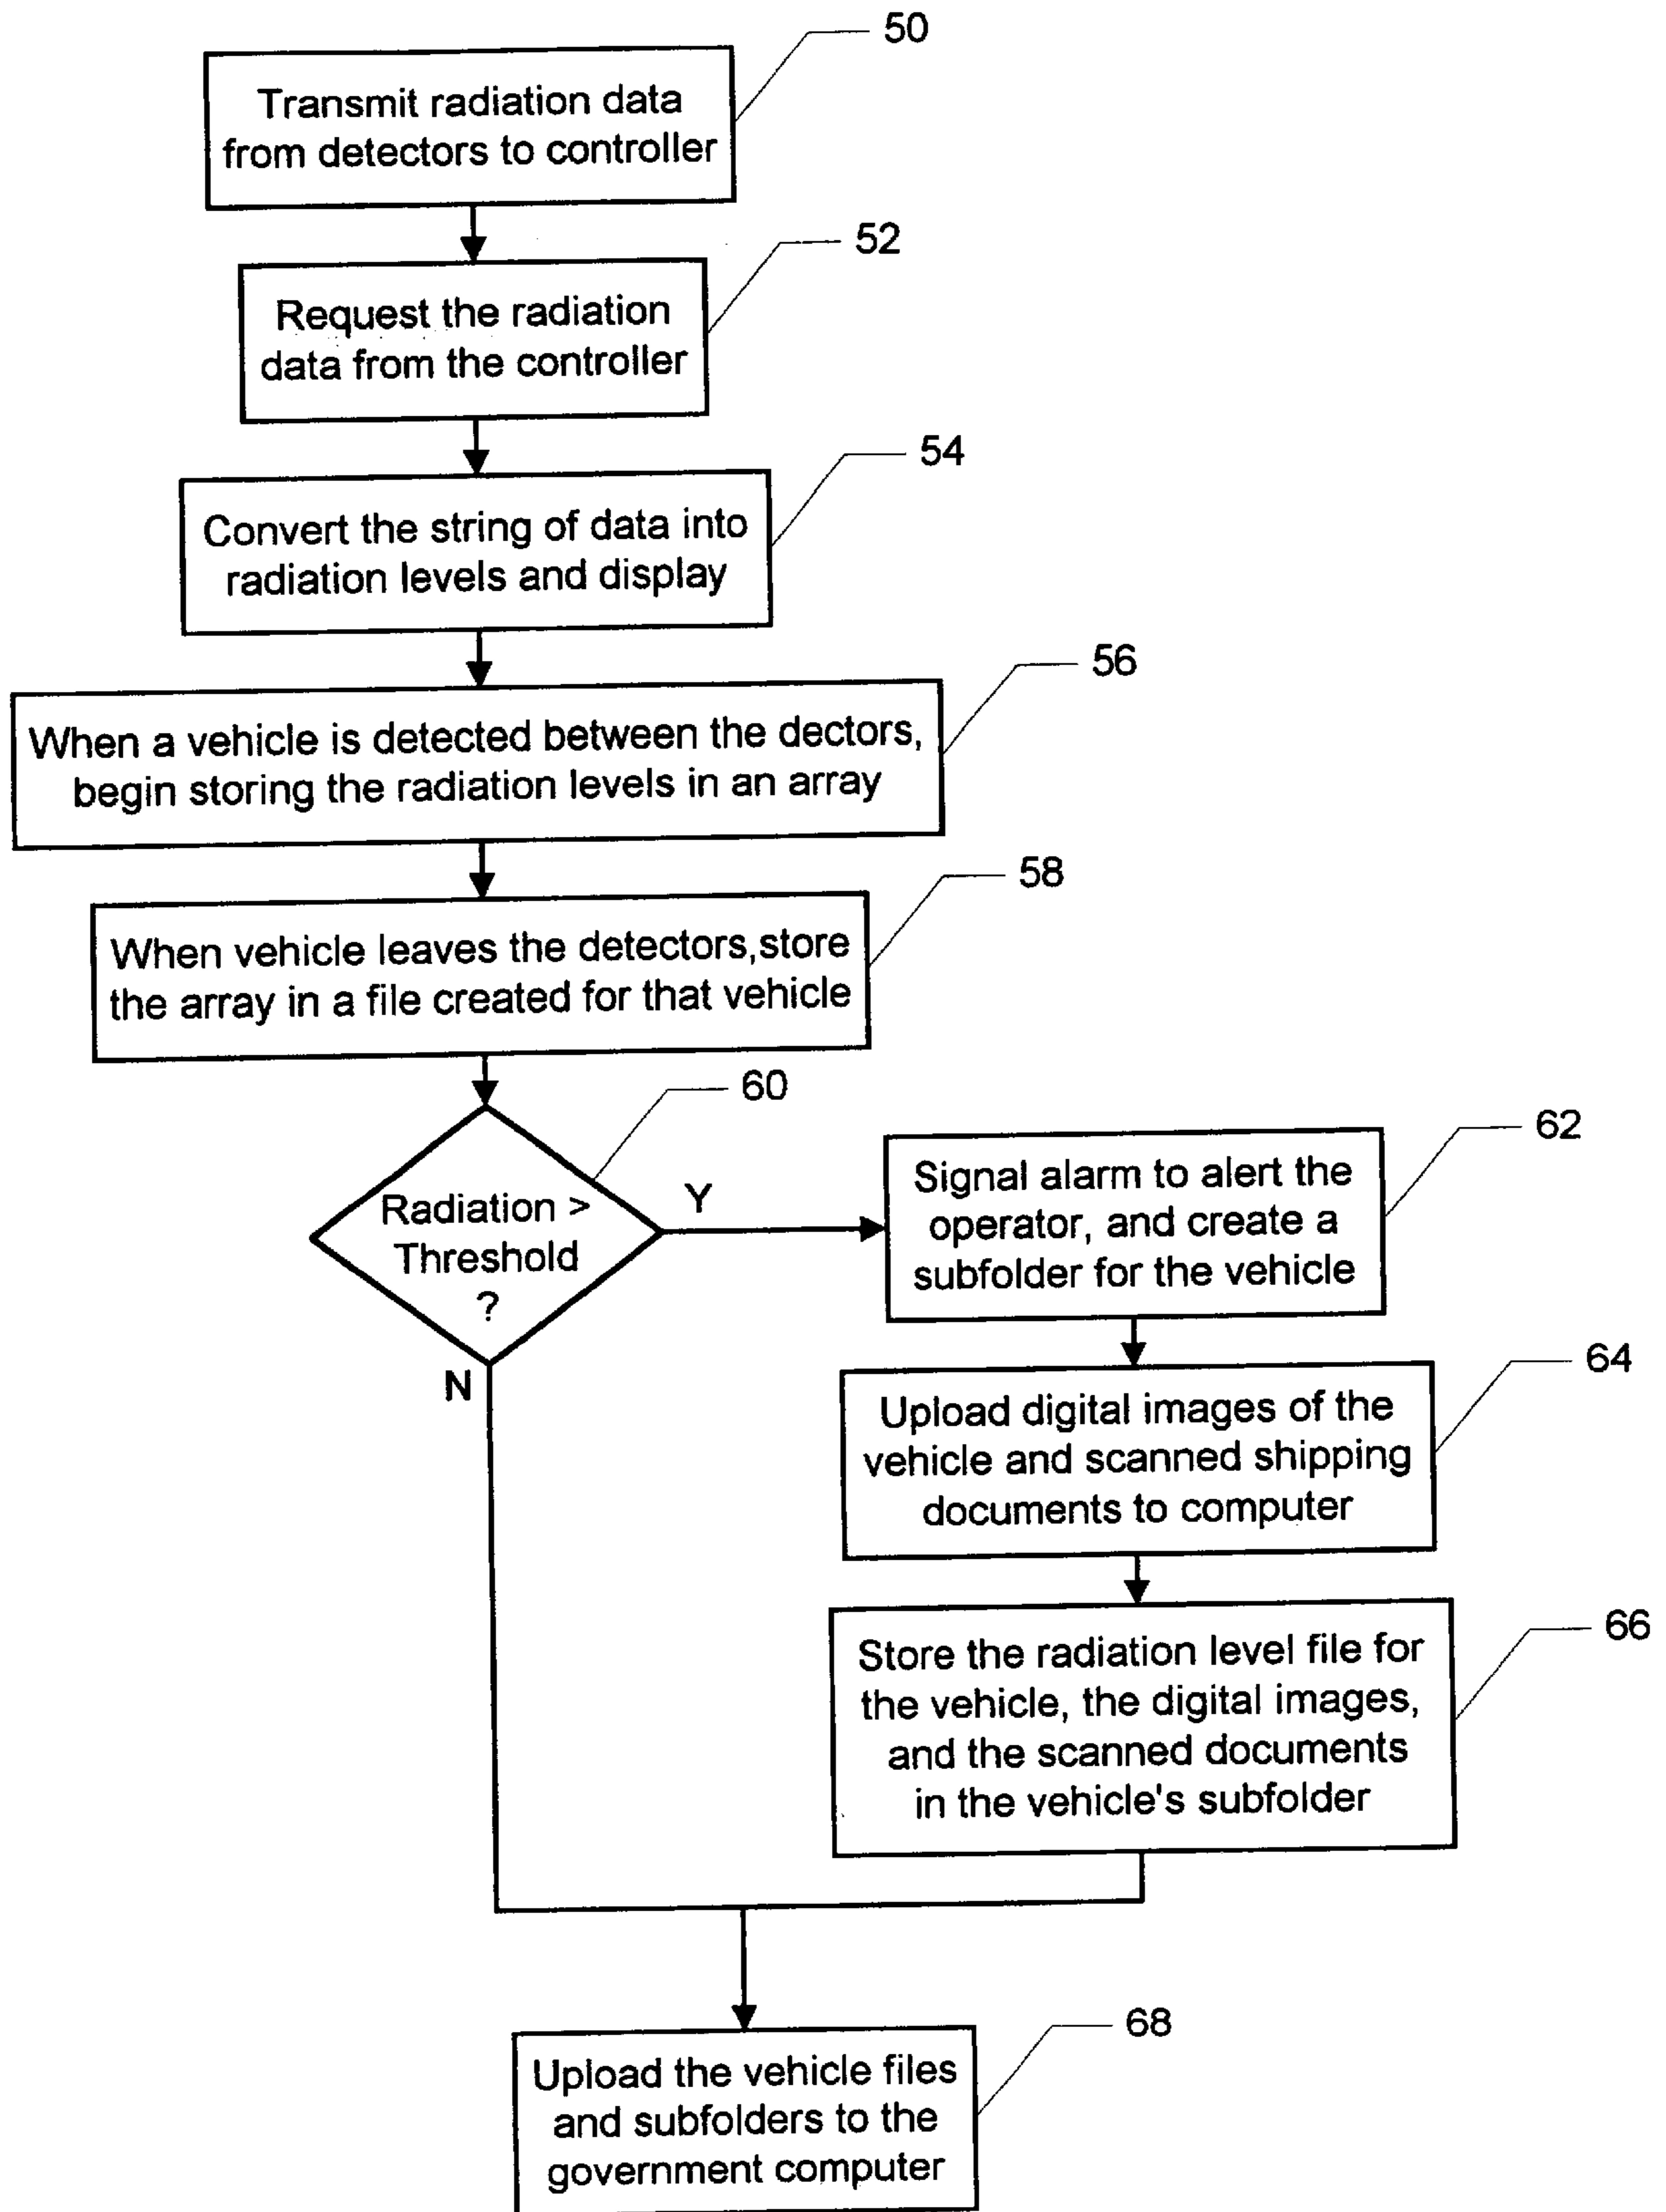 50
Transmit radiation data
from detectors to controller
52
Request the radiation
data from the controller
54
Convert the string of data into
radiation levels and display
56
When a vehicle is detected between the dectors,
begin storing the radiation levels in an array
58
When vehicle leaves the detectors,store
the array in a file created for that vehicle
60
Radiation >
Threshold
?
Y
N
62
Signal alarm to alert the
operator, and create a
subfolder for the vehicle
64
Upload digital images of the
vehicle and scanned shipping
documents to computer
66
Store the radiation level file for
the vehicle, the digital images,
and the scanned documents
in the vehicle's subfolder
68
Upload the vehicle files
and subfolders to the
government computer